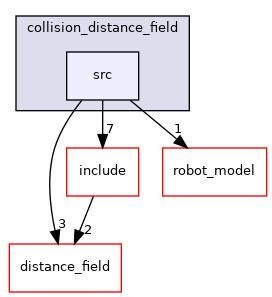 collision_distance_field
src
7
1
include
robot_model
3
2
distance_field